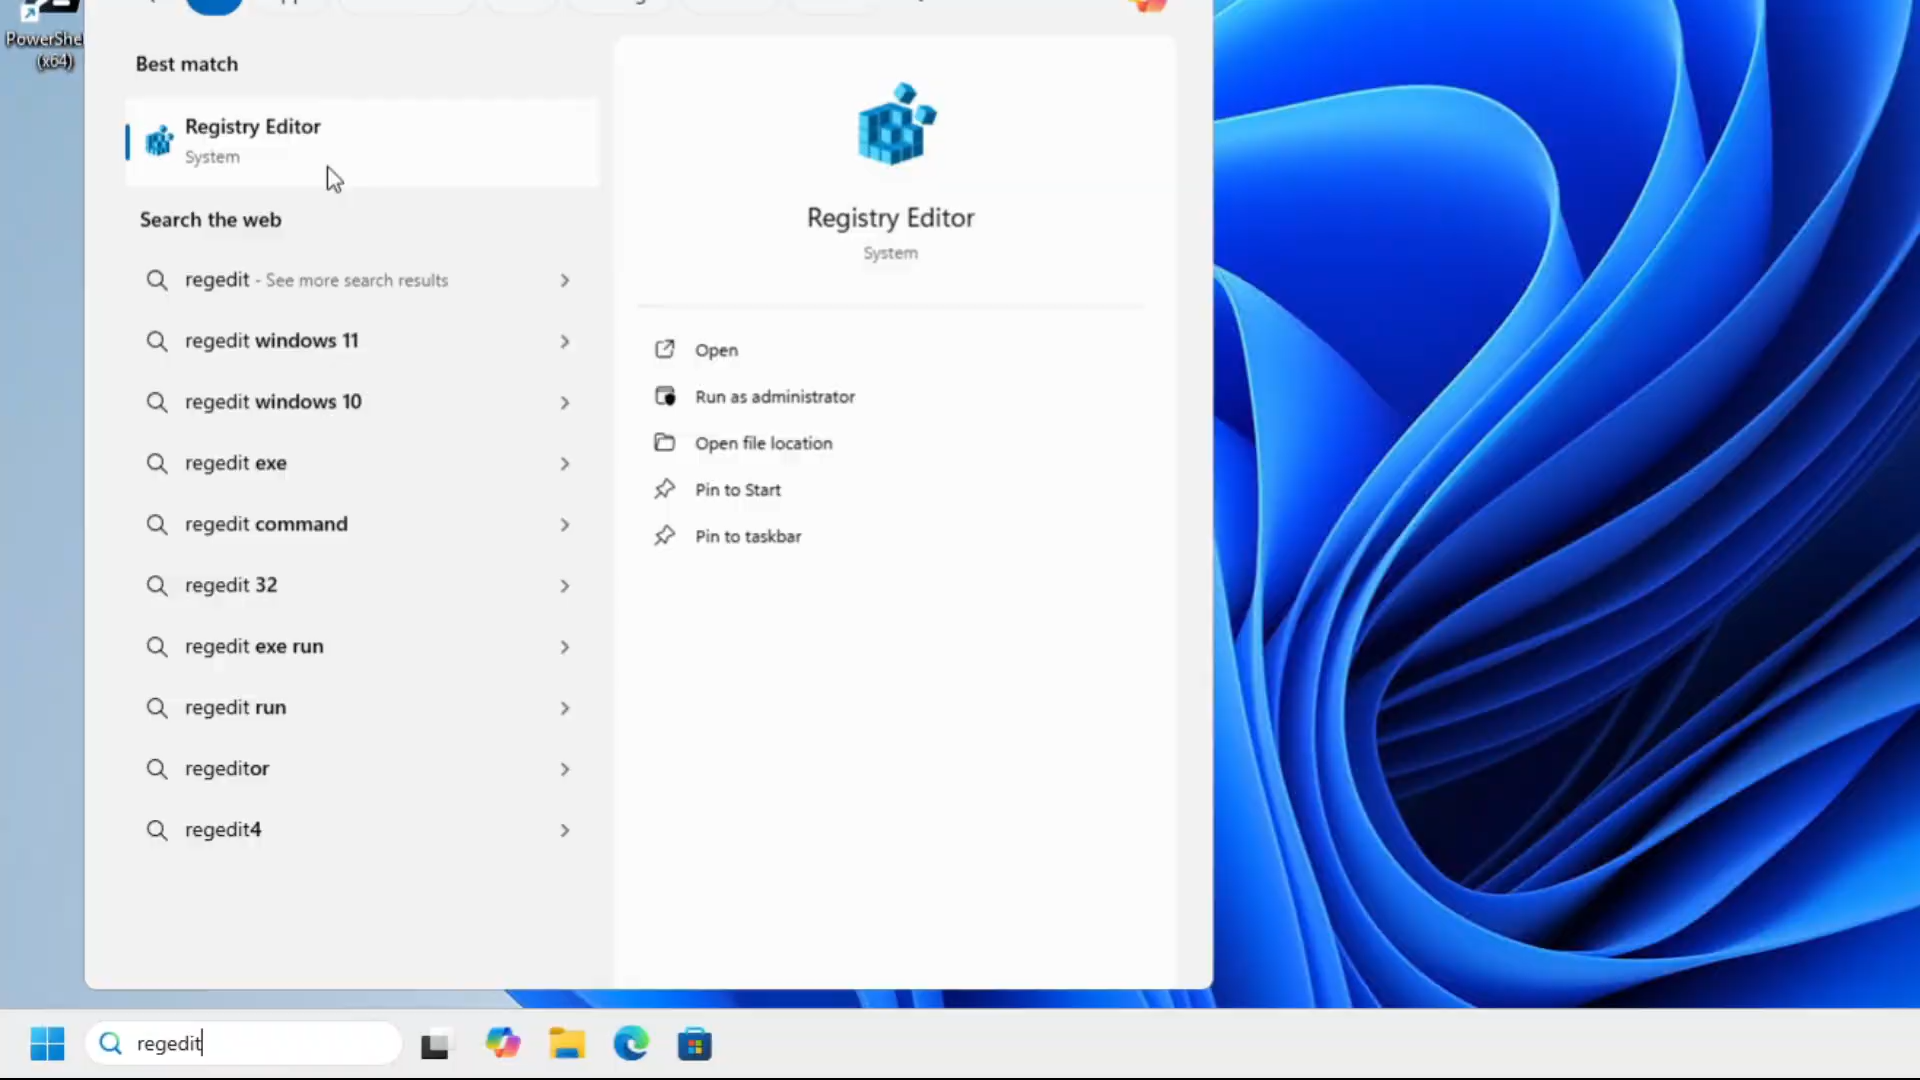 PowerShe
(x64)
Best match
Registry Editor
System
Search the web
regedit - See more search results
regedit windows 11
regedit windows 10
regedit exe
regedit command
regedit 32
regedit exe run
regedit run
regeditor
regedit4
Registry Editor
System
Open
Run as administrator
Open file location
Pin to Start
Pin to taskbar
regedit